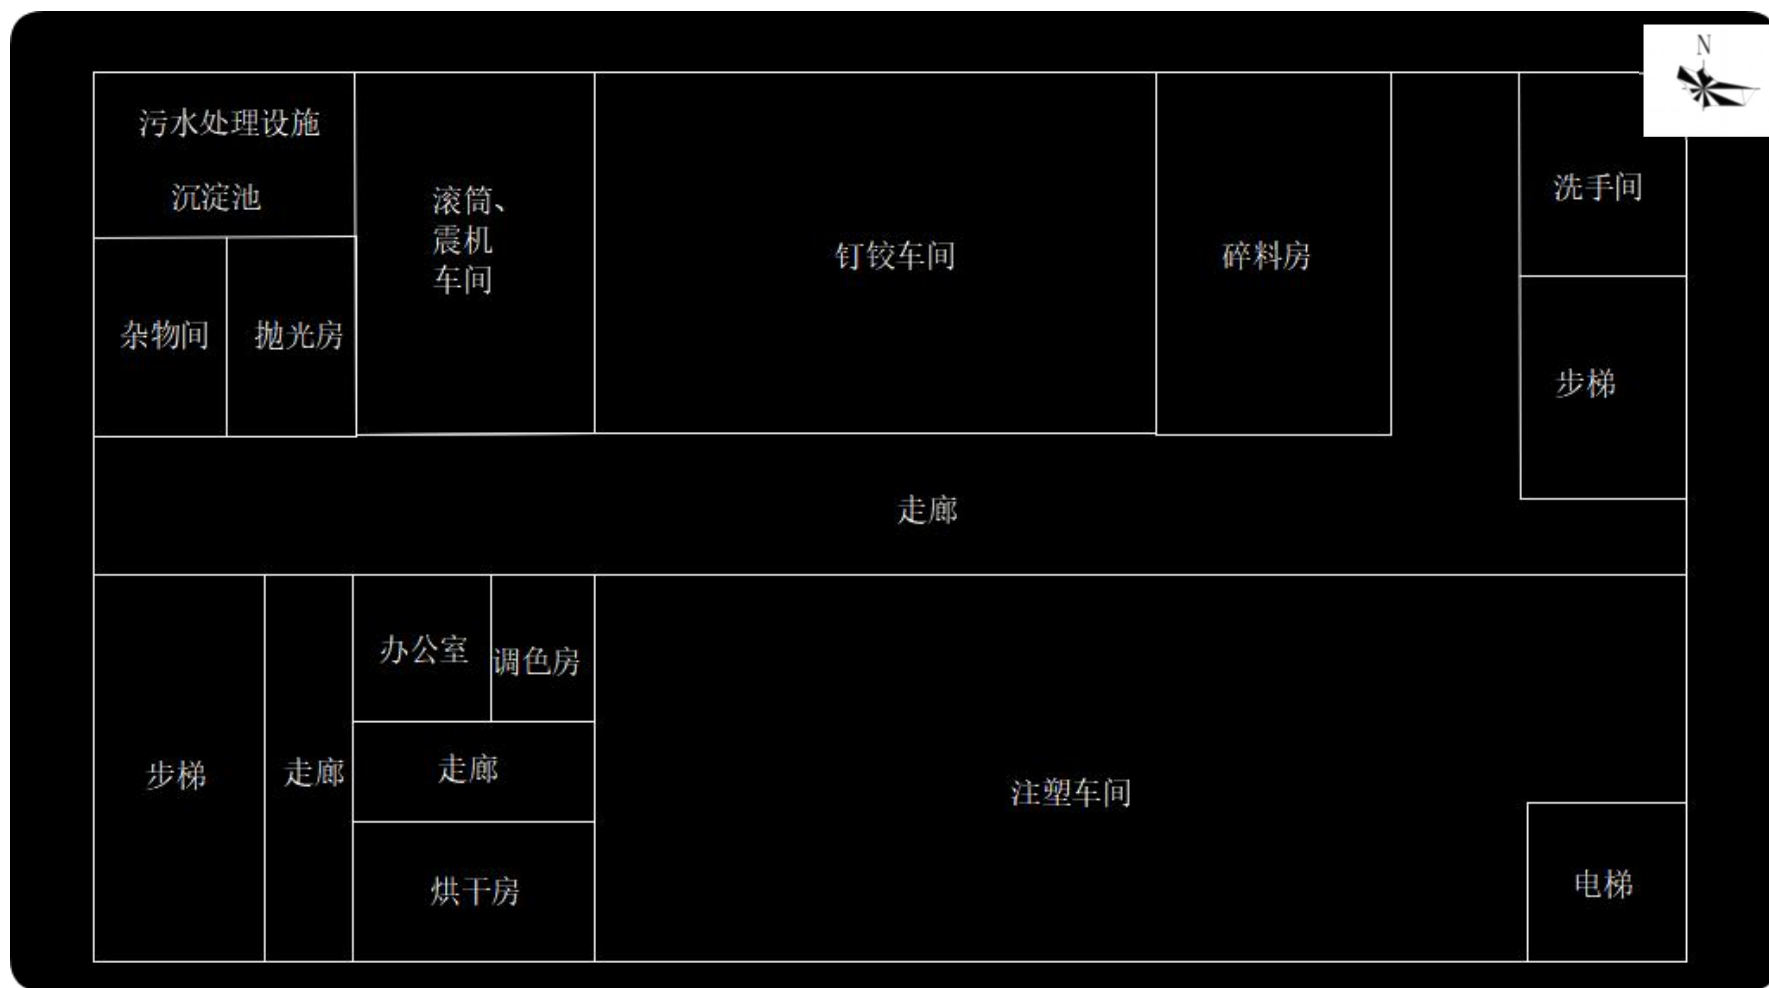 N
污水处理设施
沉淀池
滚筒、
震机
车间
钉铰车间
碎料房
洗手间
杂物间
抛光房
步梯
走廊
办公室
调色房
步梯
走廊
走廊
注塑车间
烘干房
电梯